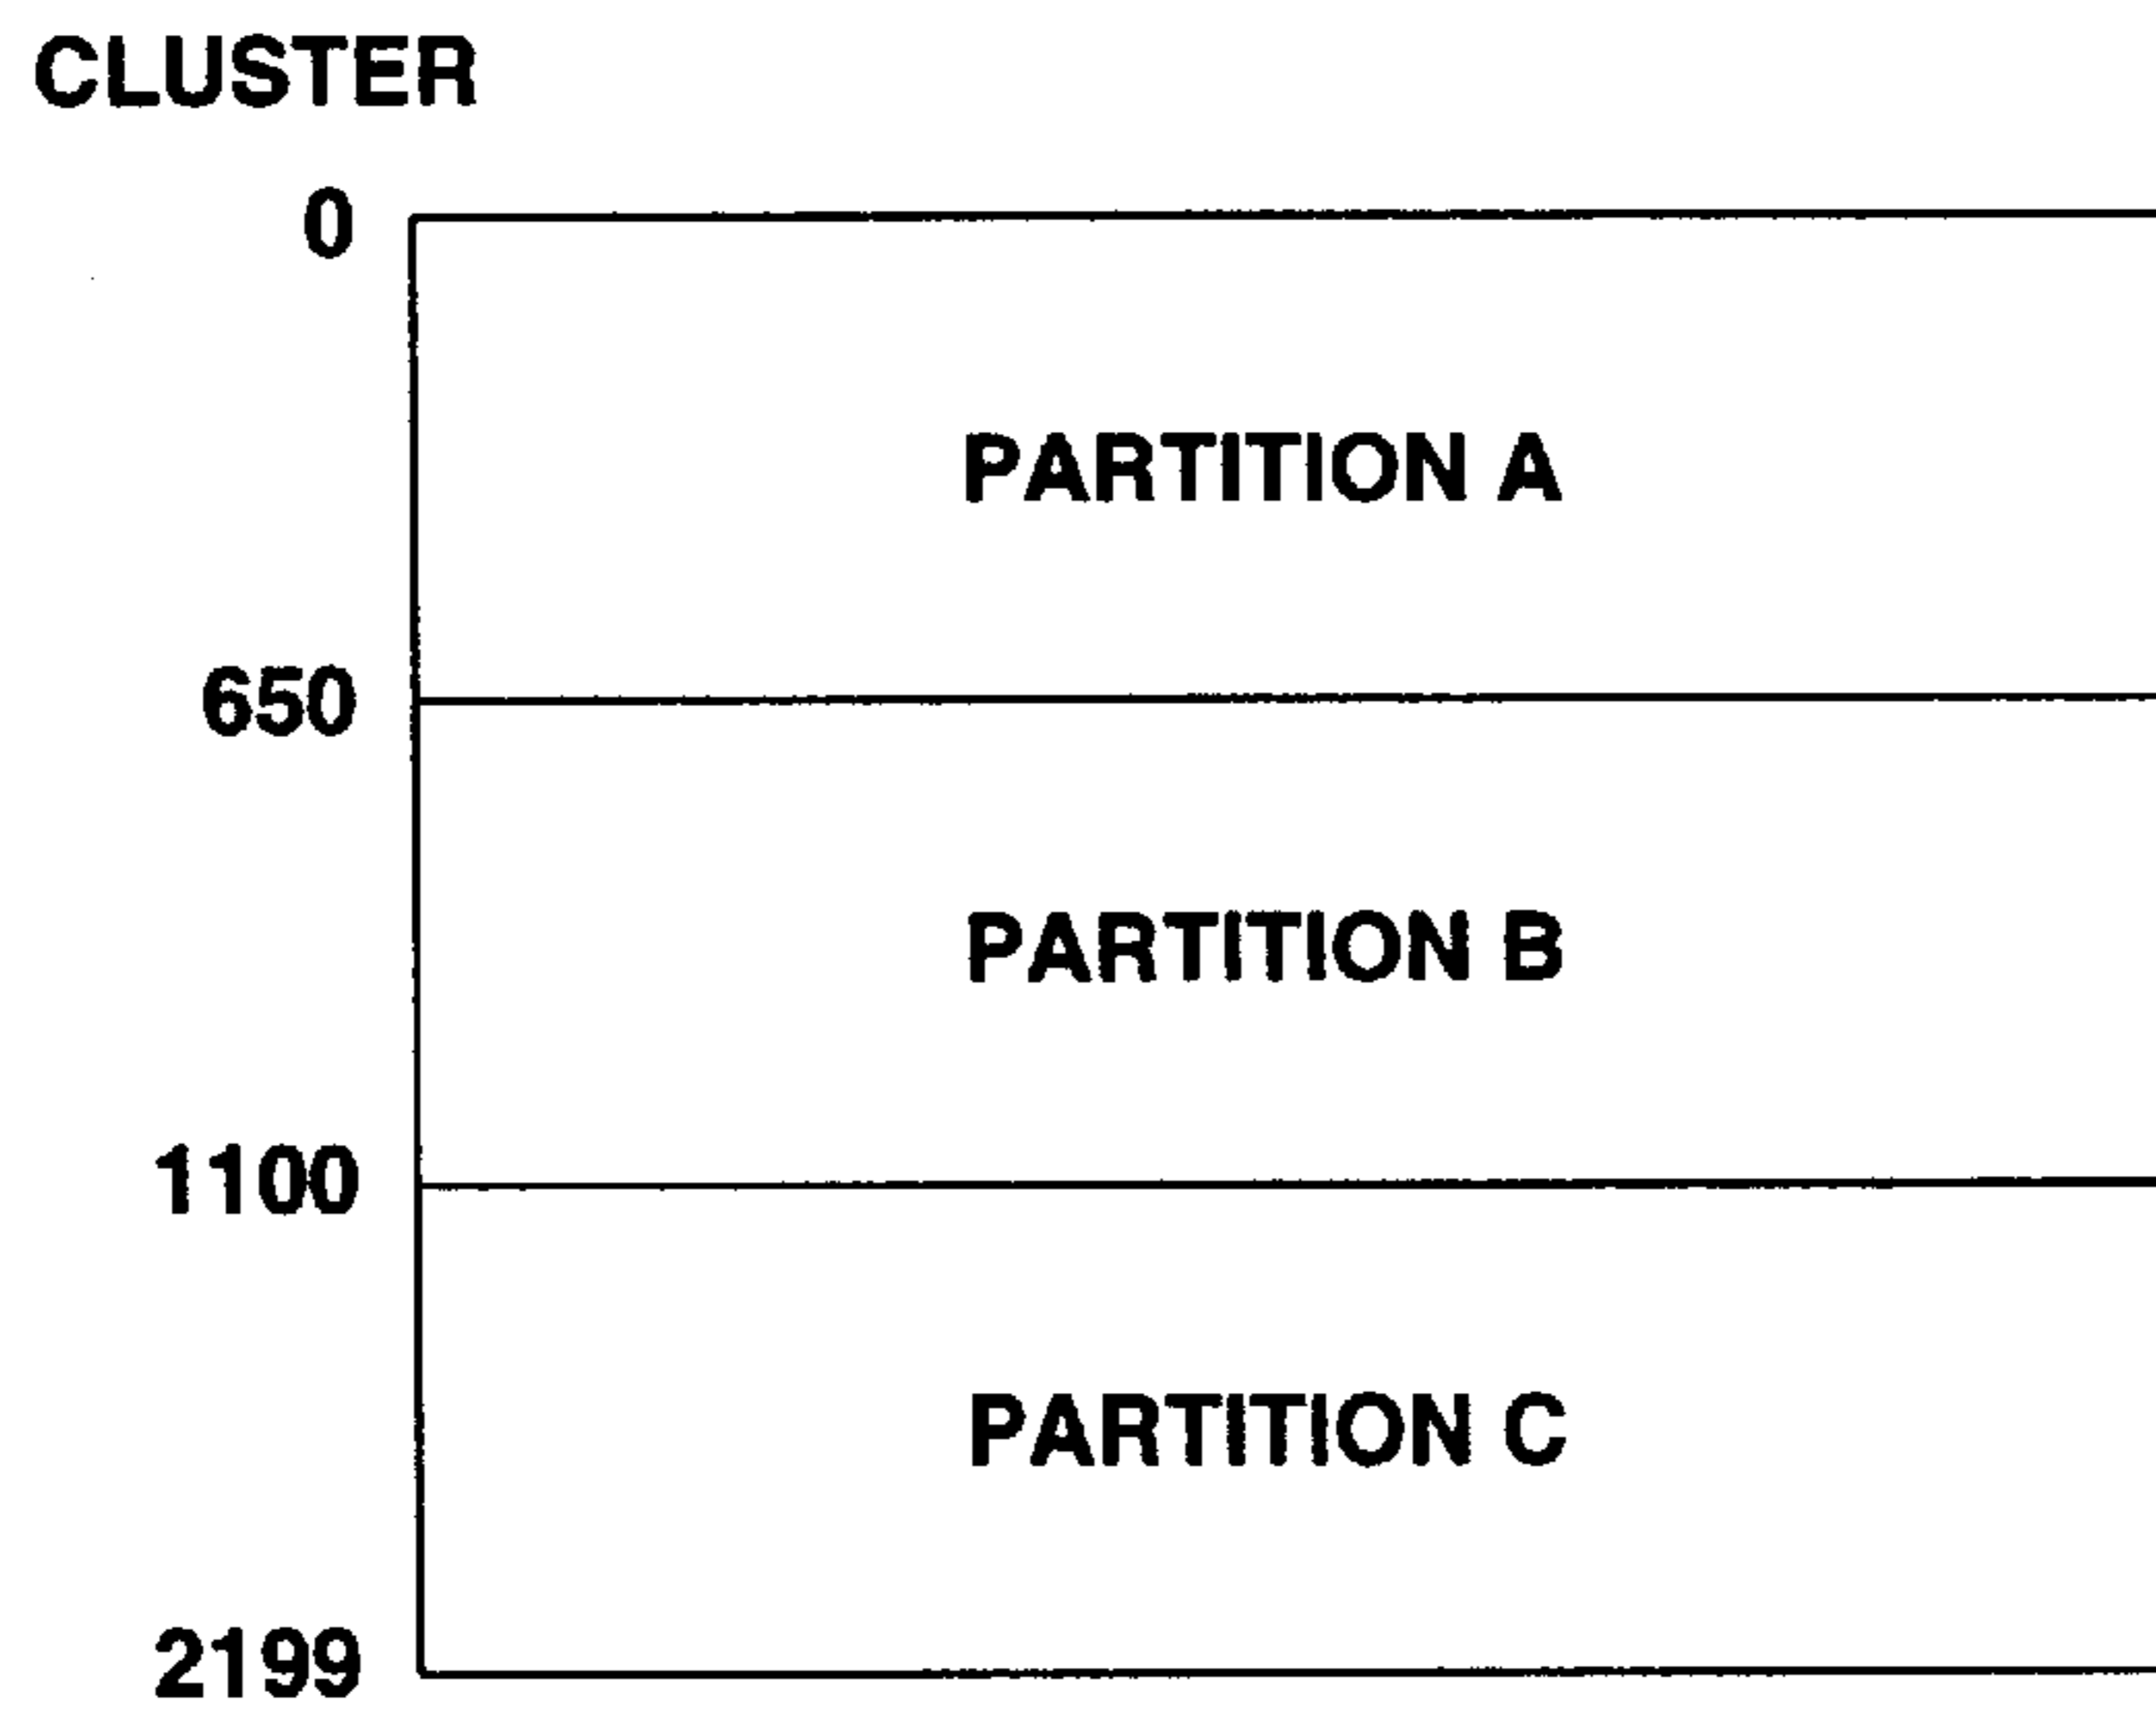 CLUSTER
0
PARTITION A
650
PARTITION B
1100
PARTITION C
2199